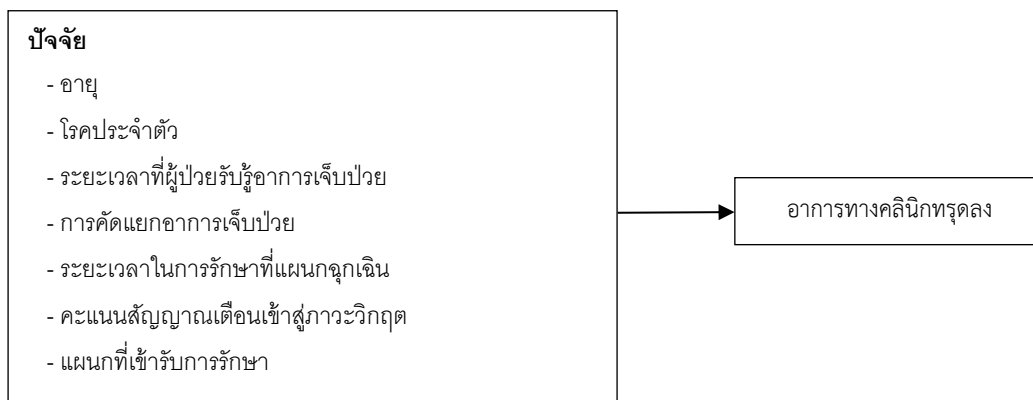 ปัจจัย
- อายุ
- โรคประจำตัว
- ระยะเวลาที่ผู้ป่วยรับรู้อาการเจ็บป่วย
- การคัดแยกอาการเจ็บป่วย
- ระยะเวลาในการรักษาที่แผนกฉุกเฉิน
- คะแนนสัญญาณเตือนเข้าสู่ภาวะวิกฤต
- แผนกที่เข้ารับการรักษา
อาการทางคลินิกทรุดลง